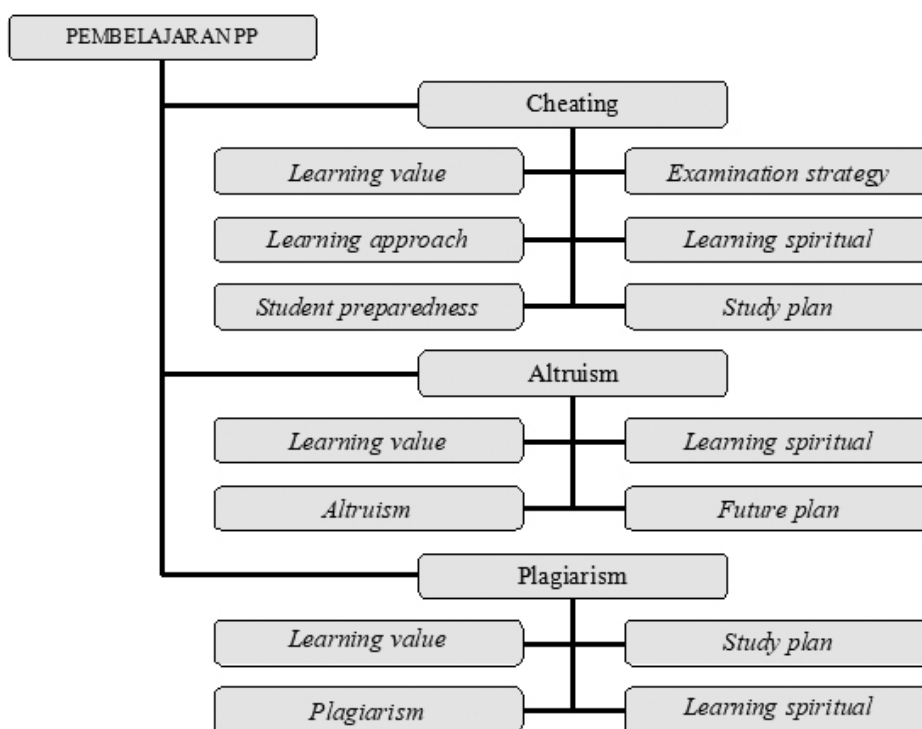 PEMBELAJARAN PP
Cheating
Learning value
Examination strategy
Learning approach
Learning spiritual
Student preparedness
Study plan
Altruism
Learning value
Learning spiritual
Altruism
Future plan
Plagiarism
Learning value
Study plan
Plagiarism
Learning spiritual